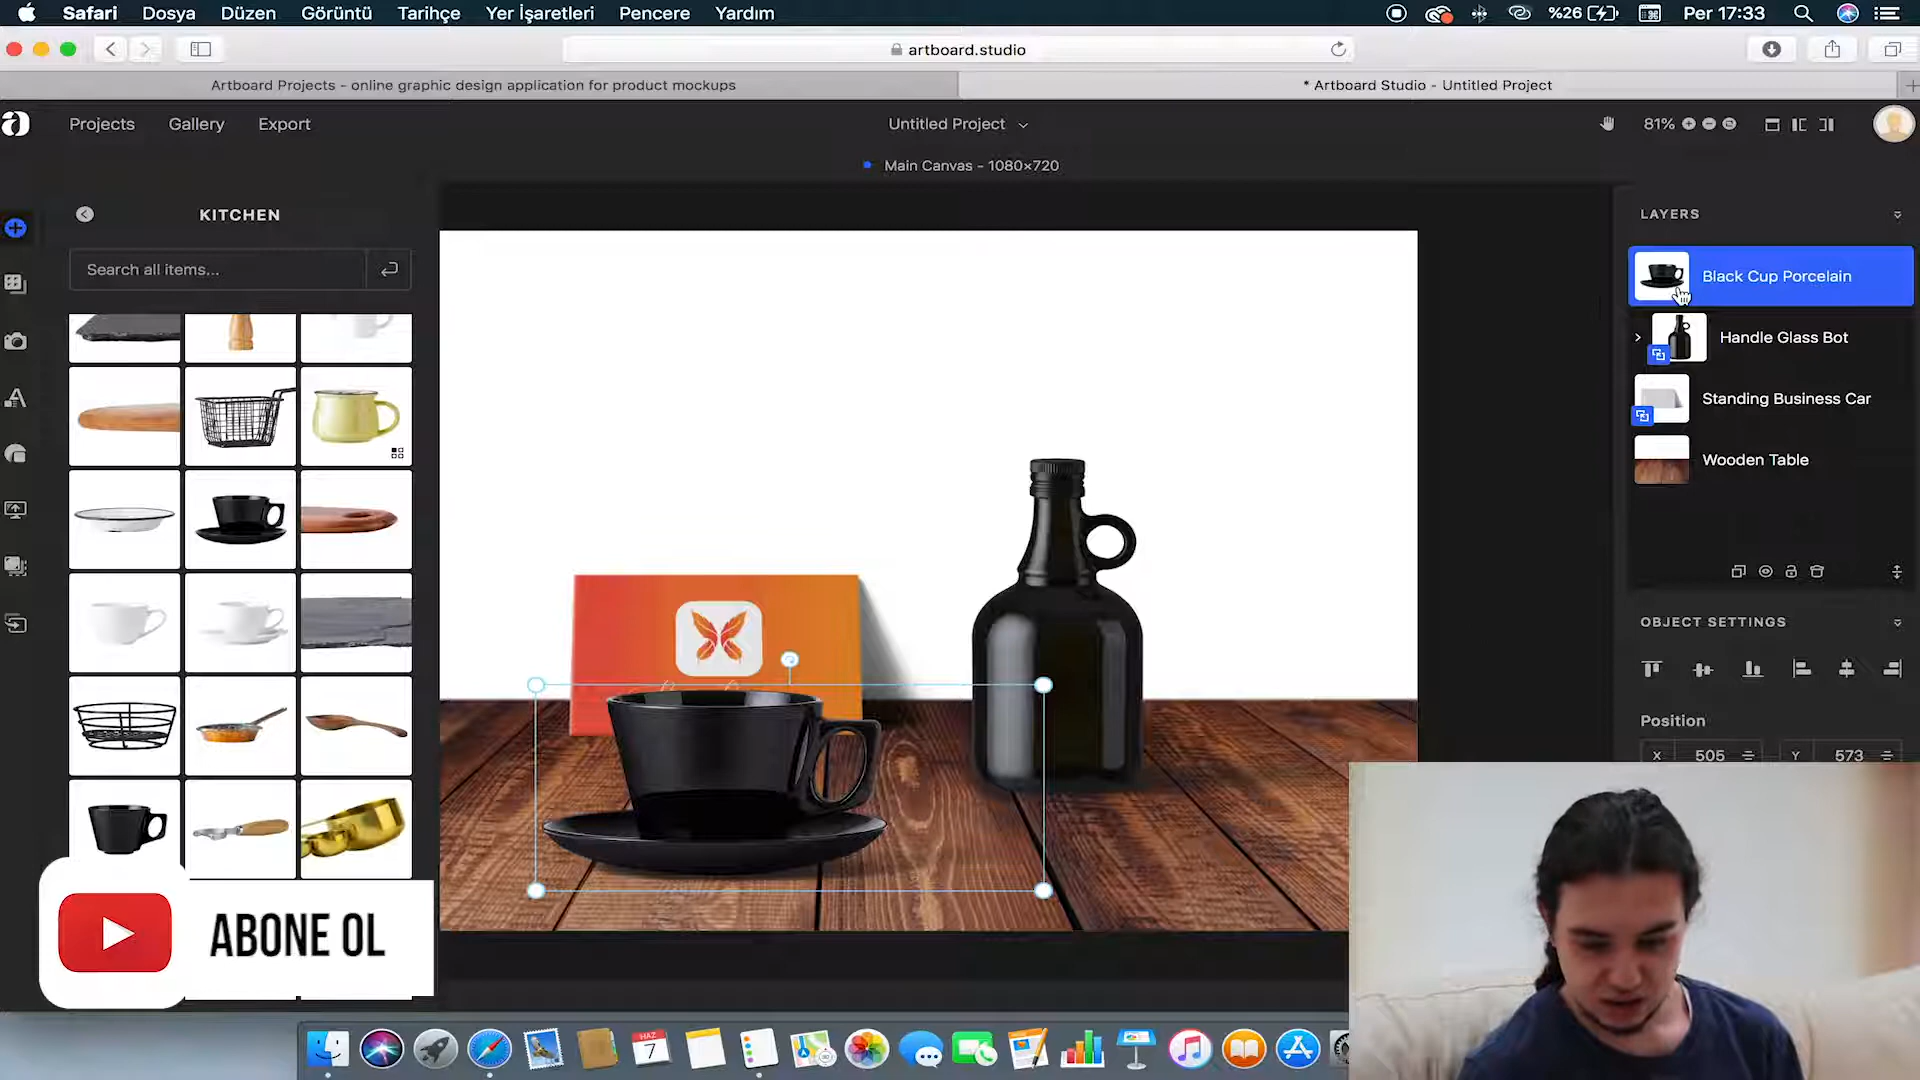 Safari Dosya Düzen Görüntü Tarihçe Yer İşaretleri Pencere Yardım %26 Per 17:33
artboard.studio
Artboard Projects - online graphic design application for product mockups
* Artboard Studio - Untitled Project
Projects Gallery Export Untitled Project 81%
Main Canvas - 1080×720
KITCHEN
Search all items...
LAYERS
Black Cup Porcelain
Handle Glass Bot
Standing Business Car
Wooden Table
OBJECT SETTINGS
Position
X 505 Y 573
ABONE OL
HAZ
7